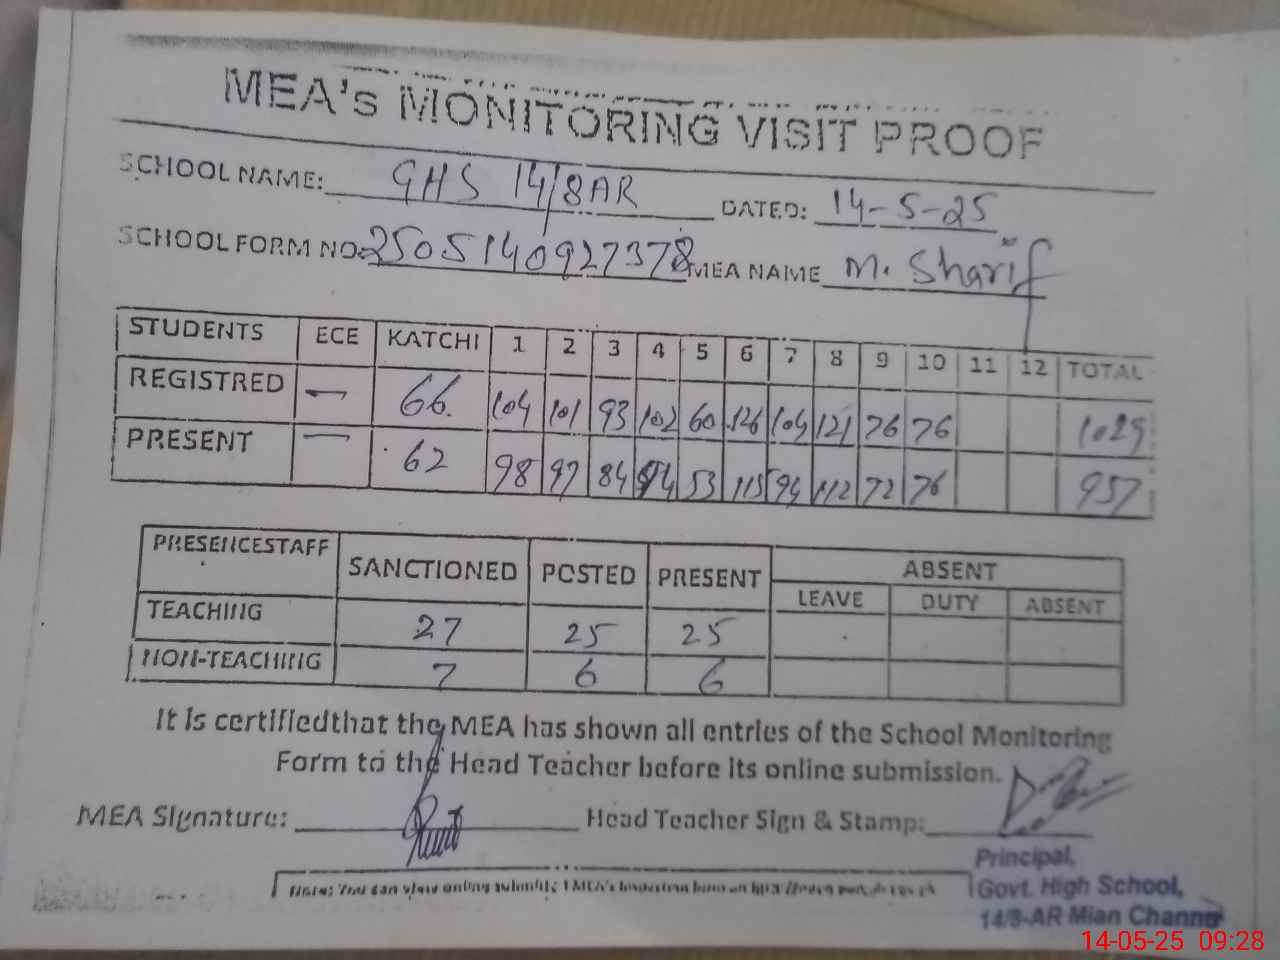 MEA's MONITORING VISIT PROOF
SCHOOL NAME: GHS 14/8AR DATED: 14-5-25
SCHOOL FORM NO. 250514092 7378 MEA NAME M. Sharif
STUDENTS ECE KATCHI 1 2 3 4 5 6 7 8 9 10 11 12 TOTAL
REGISTRED — 66 104 101 93 102 60 126 104 121 76 76 1029
PRESENT — 62 98 97 84 94 53 115 94 112 72 76 957
PRESENCESTAFF SANCTIONED POSTED PRESENT ABSENT
LEAVE DUTY ABSENT
TEACHING 27 25 25
NON-TEACHING 7 6 6
It is certifiedthat the MEA has shown all entries of the School Monitoring
Form to the Head Teacher before its online submission.
MEA Signature: Head Teacher Sign & Stamp:
Principal,
Govt. High School,
14/8-AR Mian Channu
14-05-25 09:28